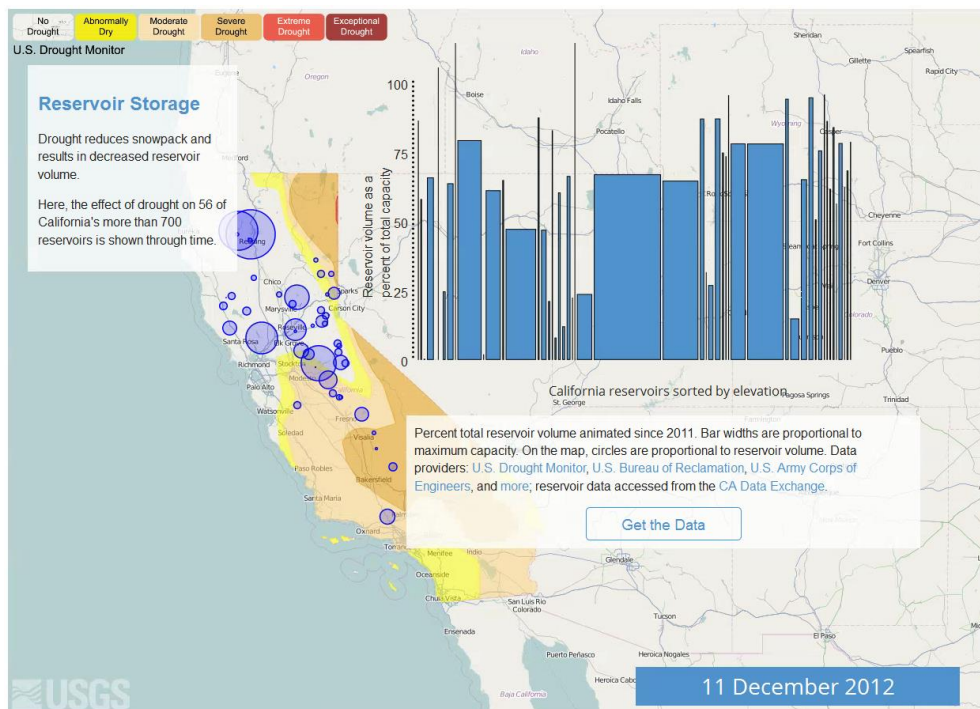 No
Drought
Abnormally
Dry
Moderate
Drought
Severe
Drought
Extreme
Drought
Exceptional
Drought
U.S. Drought Monitor
Reservoir Storage
Drought reduces snowpack and
results in decreased reservoir
volume.
Here, the effect of drought on 56 of
California's more than 700
reservoirs is shown through time.
Reservoir volume as a
percent of total capacity
100
75
50
25
0
California reservoirs sorted by elevation
Percent total reservoir volume animated since 2011. Bar widths are proportional to
maximum capacity. On the map, circles are proportional to reservoir volume. Data
providers: U.S. Drought Monitor, U.S. Bureau of Reclamation, U.S. Army Corps of
Engineers, and more; reservoir data accessed from the CA Data Exchange.
Get the Data
11 December 2012
USGS
Oregon
Idaho
Boise
Idaho Falls
Pocatello
Sheridan
Gillette
Spearfish
Rapid City
Wyoming
Casper
Cheyenne
Fort Collins
Denver
Colorado
Pueblo
Trinidad
Pagosa Springs
St. George
Medford
Redding
Chico
Marysville
Sparks
Carson City
Roseville
Elk Grove
Santa Rosa
Richmond
Stockton
Palo Alto
Modesto
Watsonville
Soledad
Fresno
Visalia
Paso Robles
Bakersfield
Santa Maria
Oxnard
Menifee
Indio
Oceanside
Chula Vista
Ensenada
San Luis Río
Colorado
Glendale
Tucson
El Paso
Puerto Peñasco
Heroica Nogales
Baja California